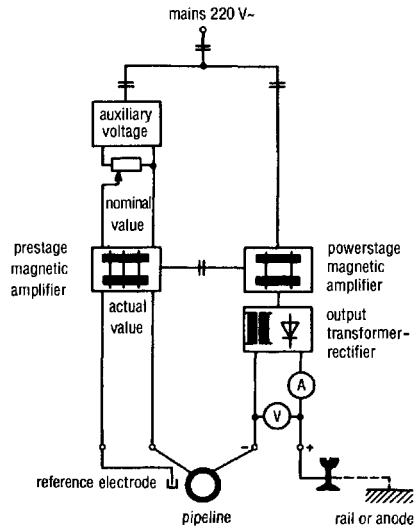 mains 220 V~
auxiliary
voltage
nominal
value
prestage
magnetic
amplifier
powerstage
magnetic
amplifier
actual
value
output
transformer-
rectifier
A
V
- +
reference electrode
pipeline
rail or anode